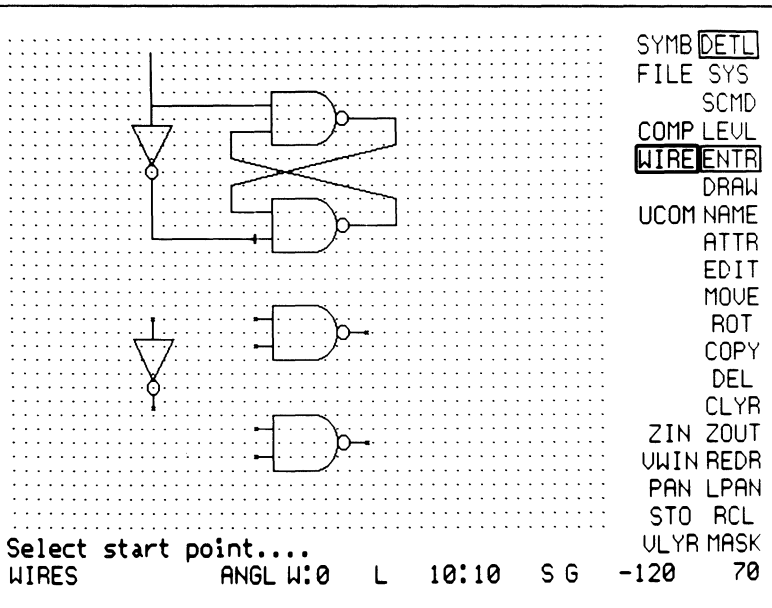 SYMB DETL
FILE SYS
SCMD
COMP LEVL
WIRE ENTR
DRAW
UCOM NAME
ATTR
EDIT
MOVE
ROT
COPY
DEL
CLYR
ZIN ZOUT
VWIN REDR
PAN LPAN
STO RCL
VLYR MASK
Select start point....
WIRES ANGL W:0 L 10:10 S G -120 70